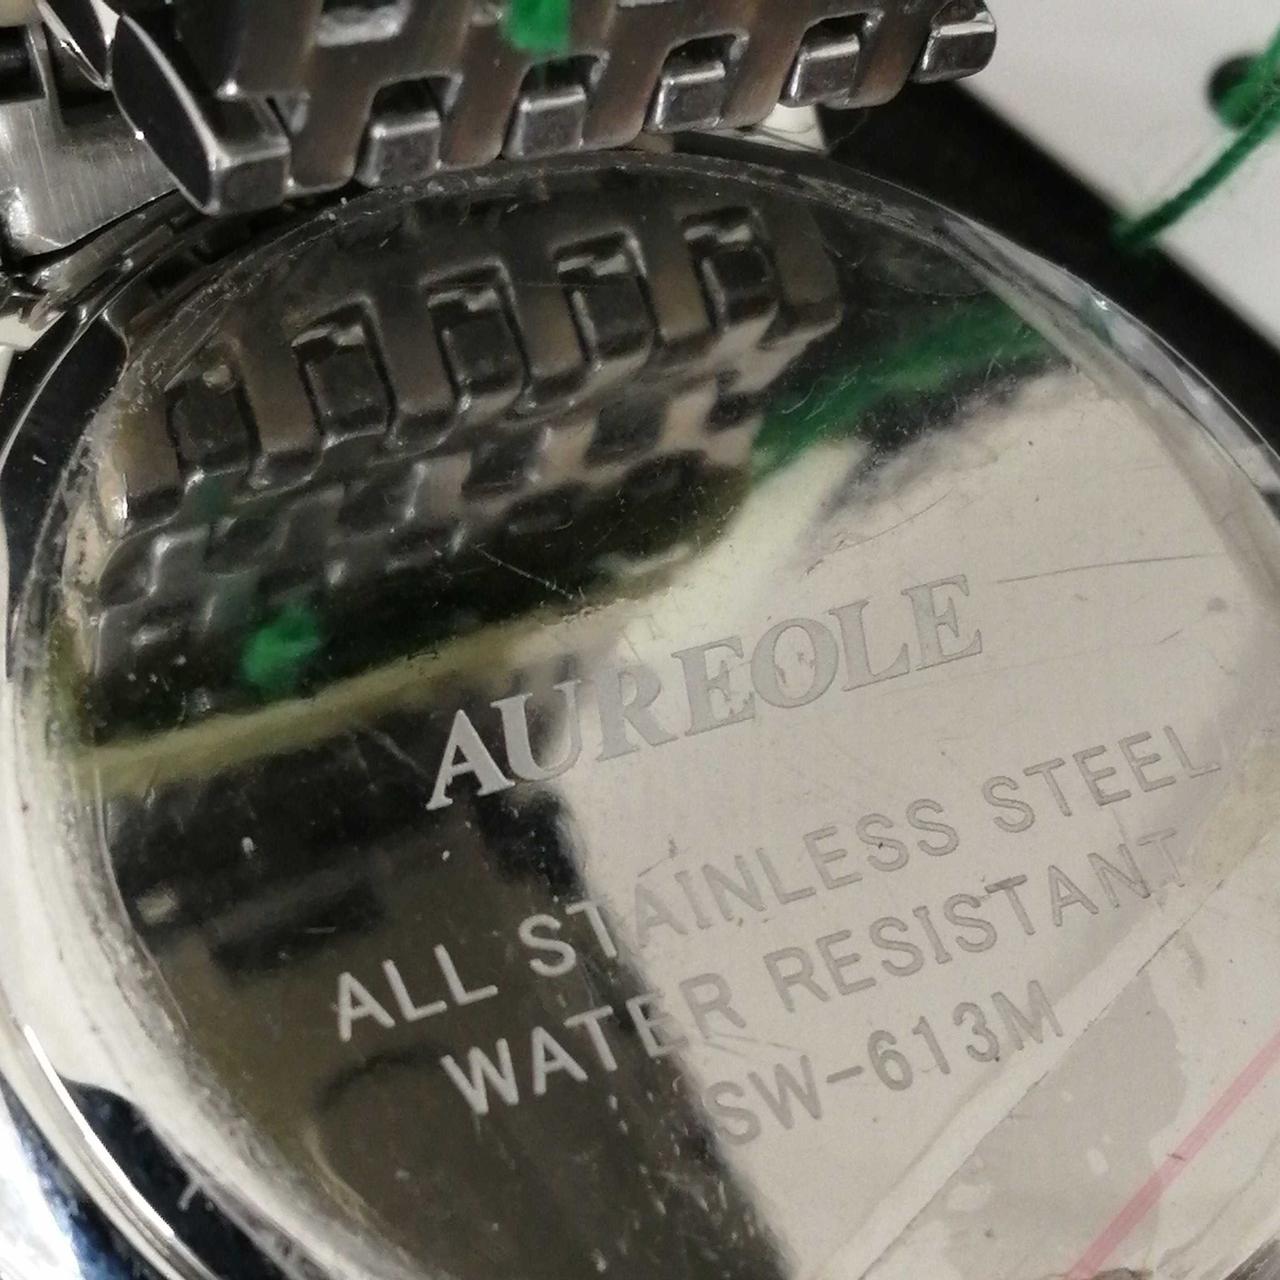 AUREOLE
ALL STAINLESS STEEL
WATER RESISTANT
SW-613M